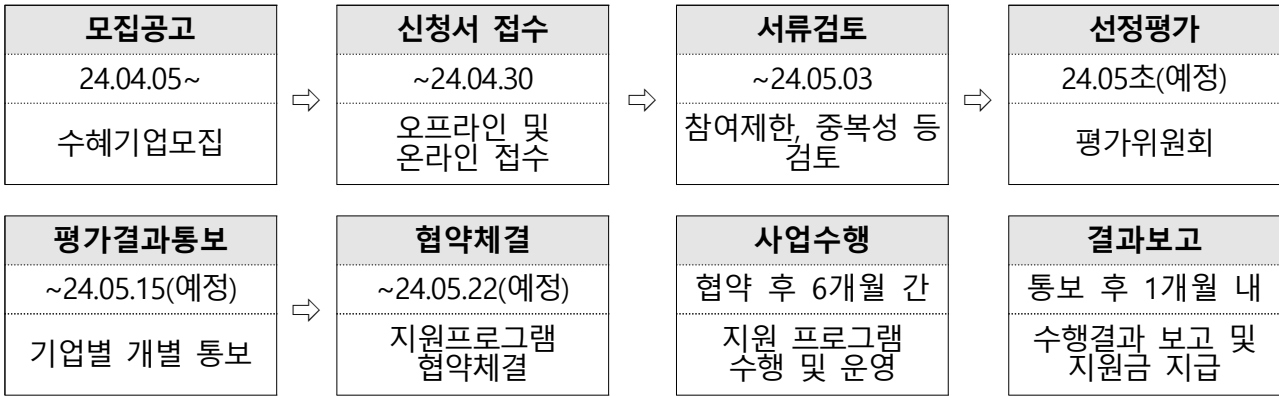 모집공고
24.04.05~
수혜기업모집
⇨
신청서 접수
~24.04.30
오프라인 및
온라인 접수
⇨
서류검토
~24.05.03
참여제한, 중복성 등
검토
⇨
선정평가
24.05초(예정)
평가위원회
평가결과통보
~24.05.15(예정)
기업별 개별 통보
⇨
협약체결
~24.05.22(예정)
지원프로그램
협약체결
사업수행
협약 후 6개월 간
지원 프로그램
수행 및 운영
결과보고
통보 후 1개월 내
수행결과 보고 및
지원금 지급